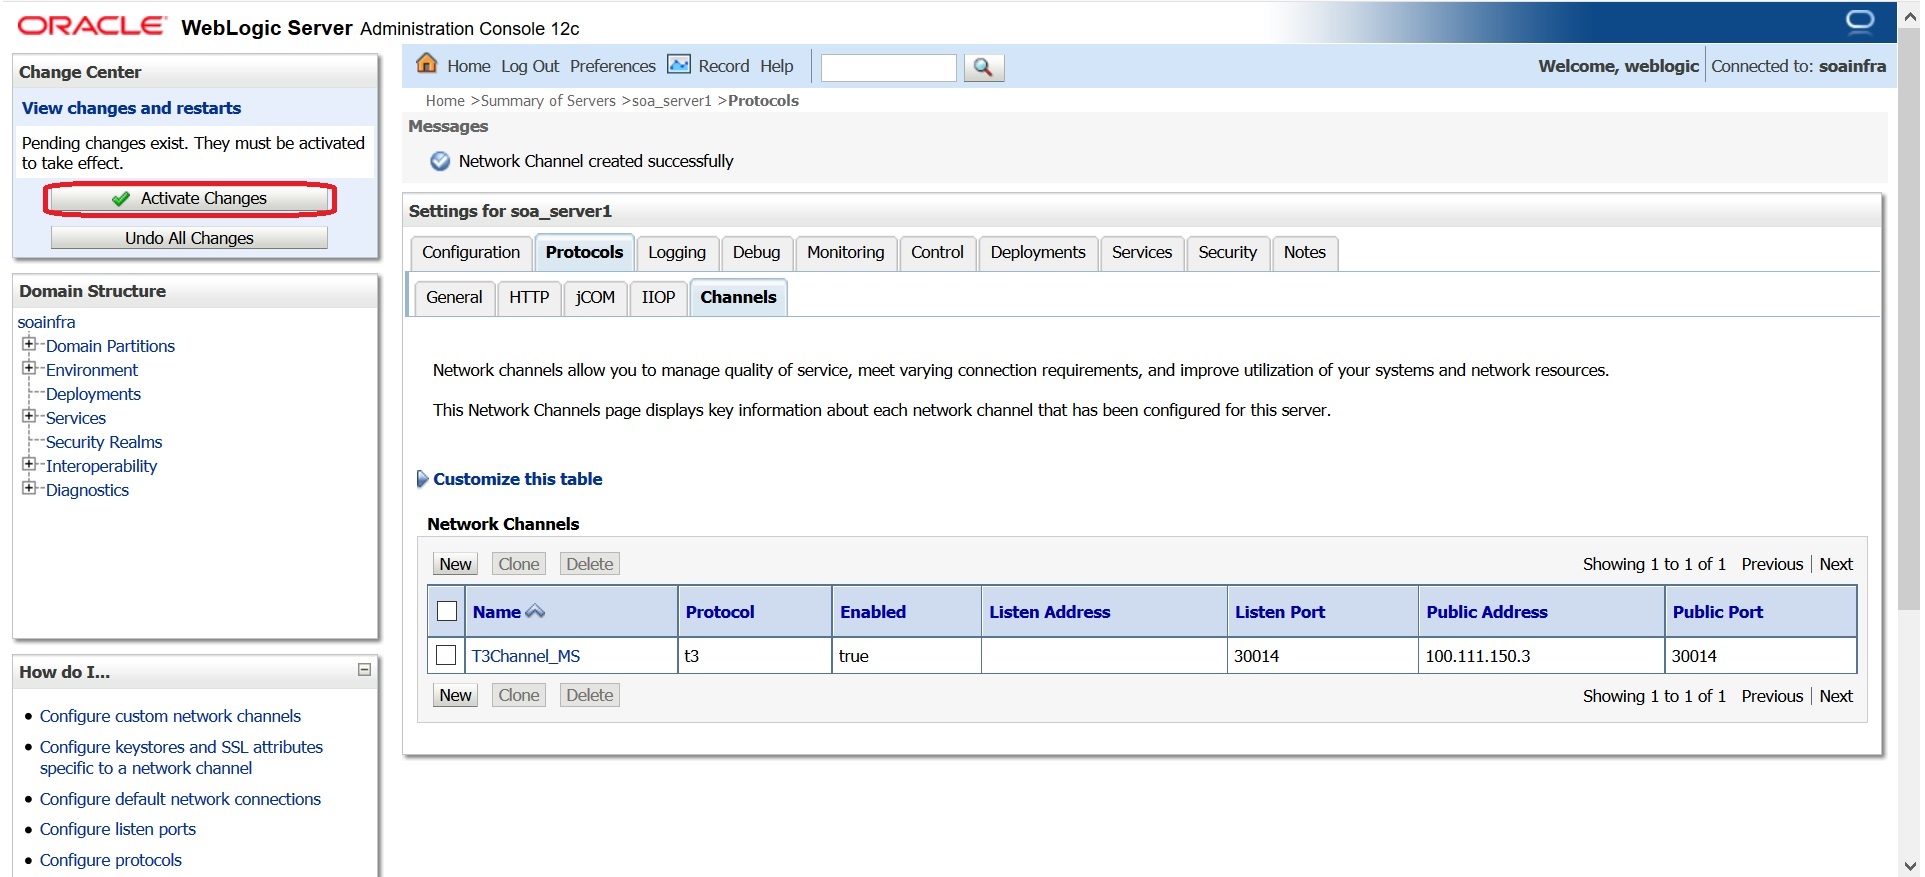 ORACLE WebLogic Server Administration Console 12c
Change Center
View changes and restarts
Pending changes exist. They must be activated
to take effect.
Activate Changes
Undo All Changes
Domain Structure
soainfra
Domain Partitions
Environment
Deployments
Services
Security Realms
Interoperability
Diagnostics
How do I...
Configure custom network channels
Configure keystores and SSL attributes
specific to a network channel
Configure default network connections
Configure listen ports
Configure protocols
Home Log Out Preferences Record Help
Welcome, weblogic Connected to: soainfra
Home >Summary of Servers >soa_server1 >Protocols
Messages
Network Channel created successfully
Settings for soa_server1
Configuration Protocols Logging Debug Monitoring Control Deployments Services Security Notes
General HTTP jCOM IIOP Channels
Network channels allow you to manage quality of service, meet varying connection requirements, and improve utilization of your systems and network resources.
This Network Channels page displays key information about each network channel that has been configured for this server.
Customize this table
Network Channels
New Clone Delete Showing 1 to 1 of 1 Previous | Next
Name Protocol Enabled Listen Address Listen Port Public Address Public Port
T3Channel_MS t3 true 30014 100.111.150.3 30014
New Clone Delete Showing 1 to 1 of 1 Previous | Next